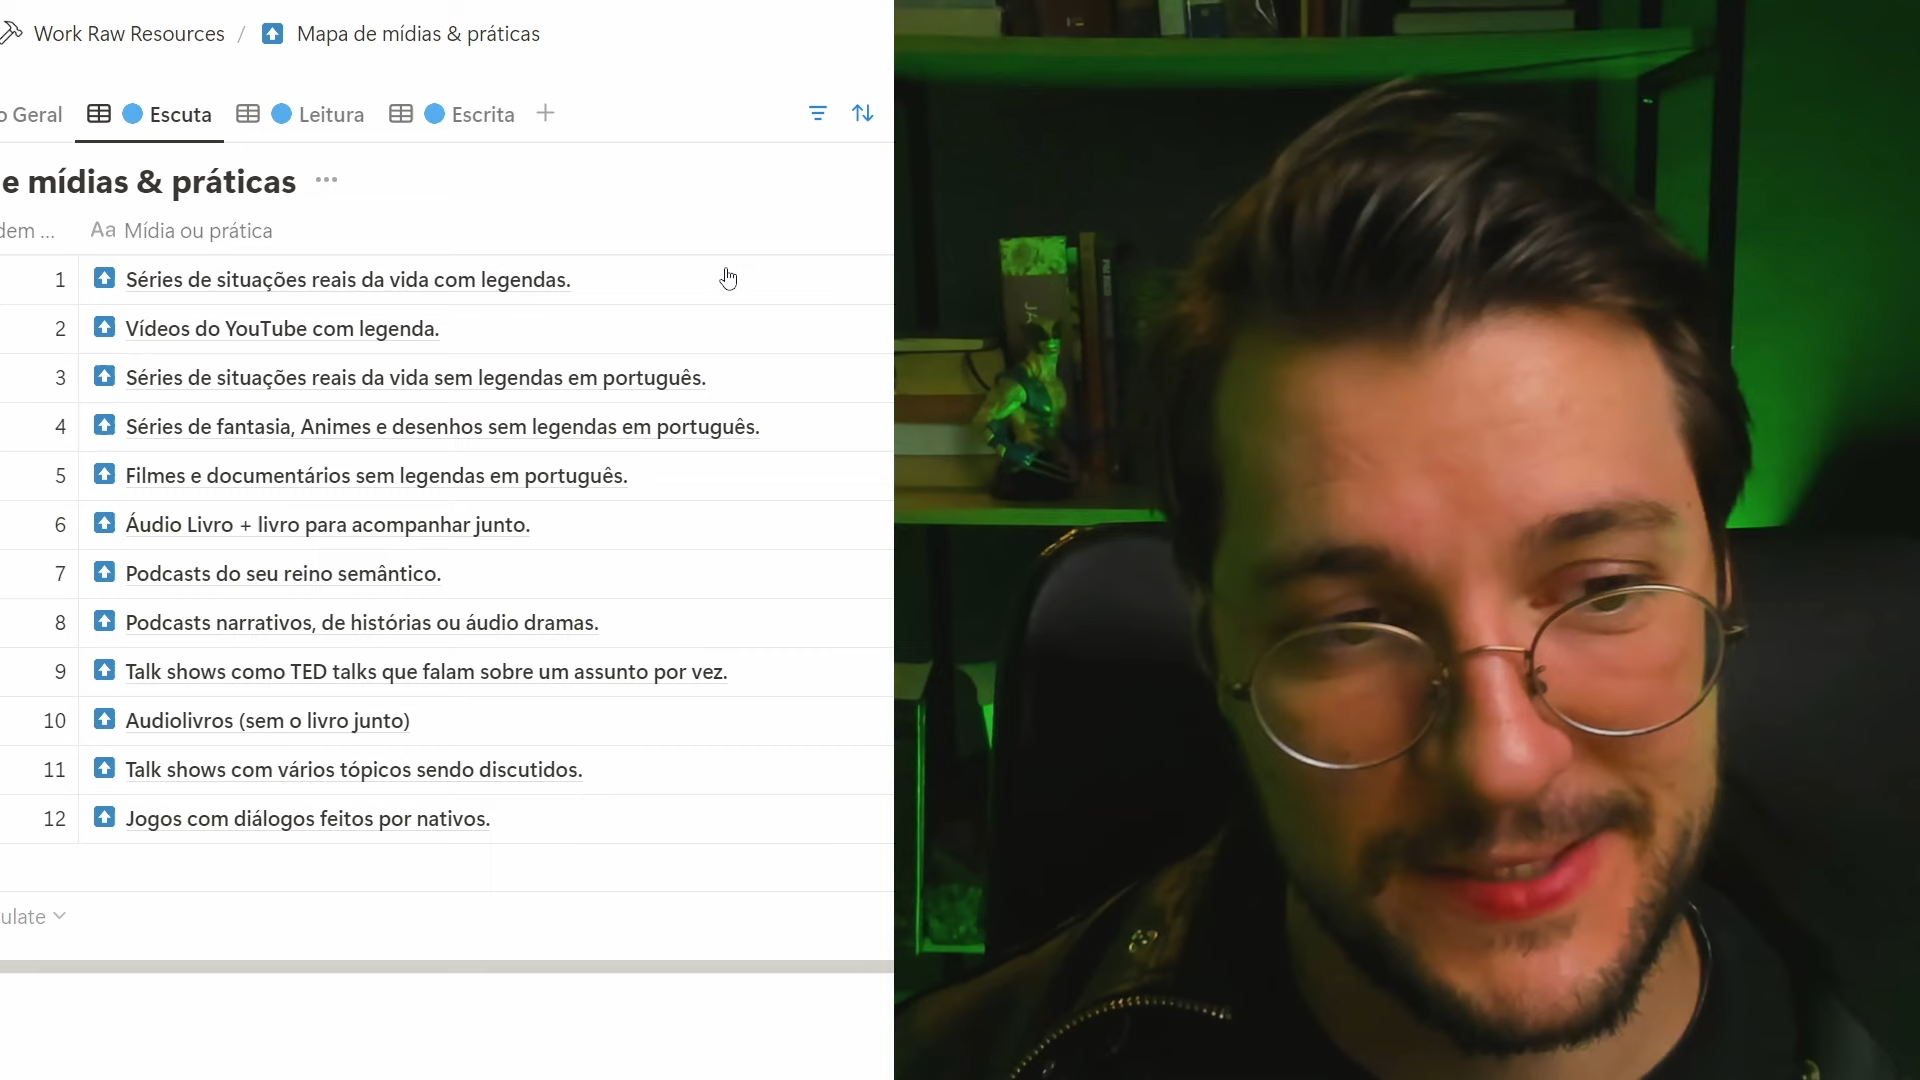 Work Raw Resources / Mapa de mídias & práticas
o Geral Escuta Leitura Escrita +
e mídias & práticas ...
dem ... Aa Mídia ou prática
1 Séries de situações reais da vida com legendas.
2 Vídeos do YouTube com legenda.
3 Séries de situações reais da vida sem legendas em português.
4 Séries de fantasia, Animes e desenhos sem legendas em português.
5 Filmes e documentários sem legendas em português.
6 Áudio Livro + livro para acompanhar junto.
7 Podcasts do seu reino semântico.
8 Podcasts narrativos, de histórias ou áudio dramas.
9 Talk shows como TED talks que falam sobre um assunto por vez.
10 Audiolivros (sem o livro junto)
11 Talk shows com vários tópicos sendo discutidos.
12 Jogos com diálogos feitos por nativos.
ulate